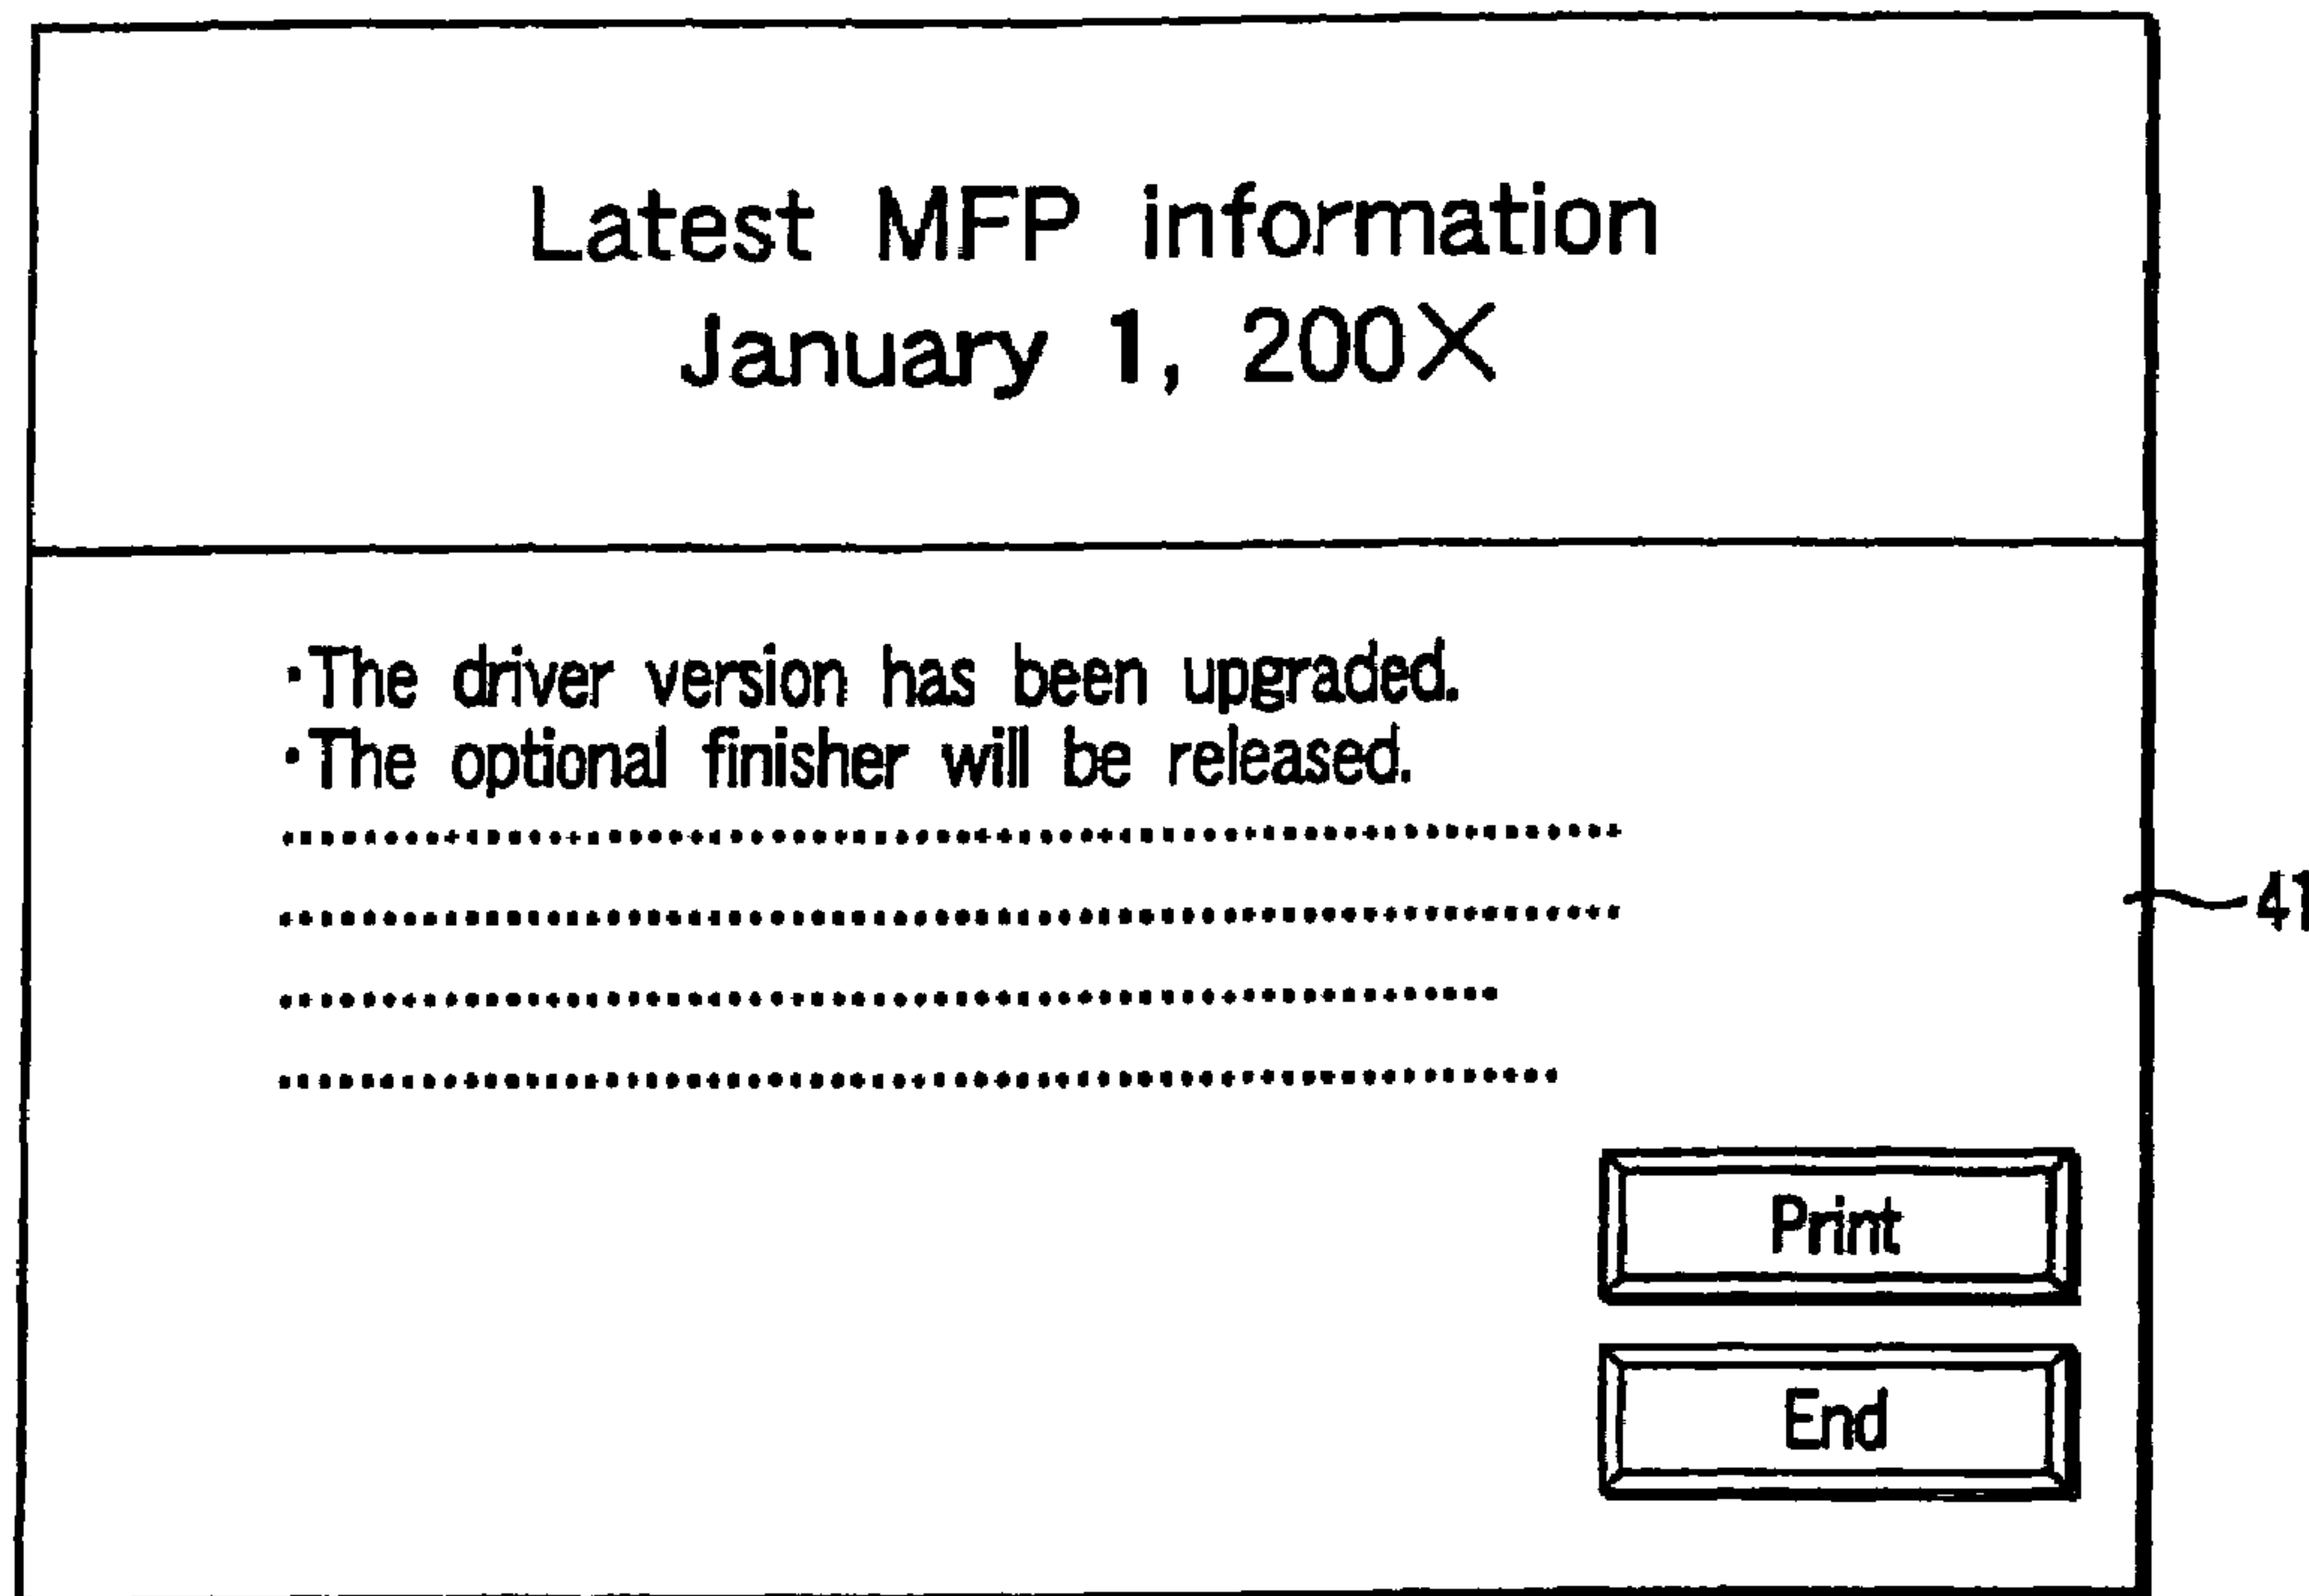 Latest MFP information
January 1, 200X
·The driver version has been upgraded.
·The optional finisher will be released.
41
Print
End